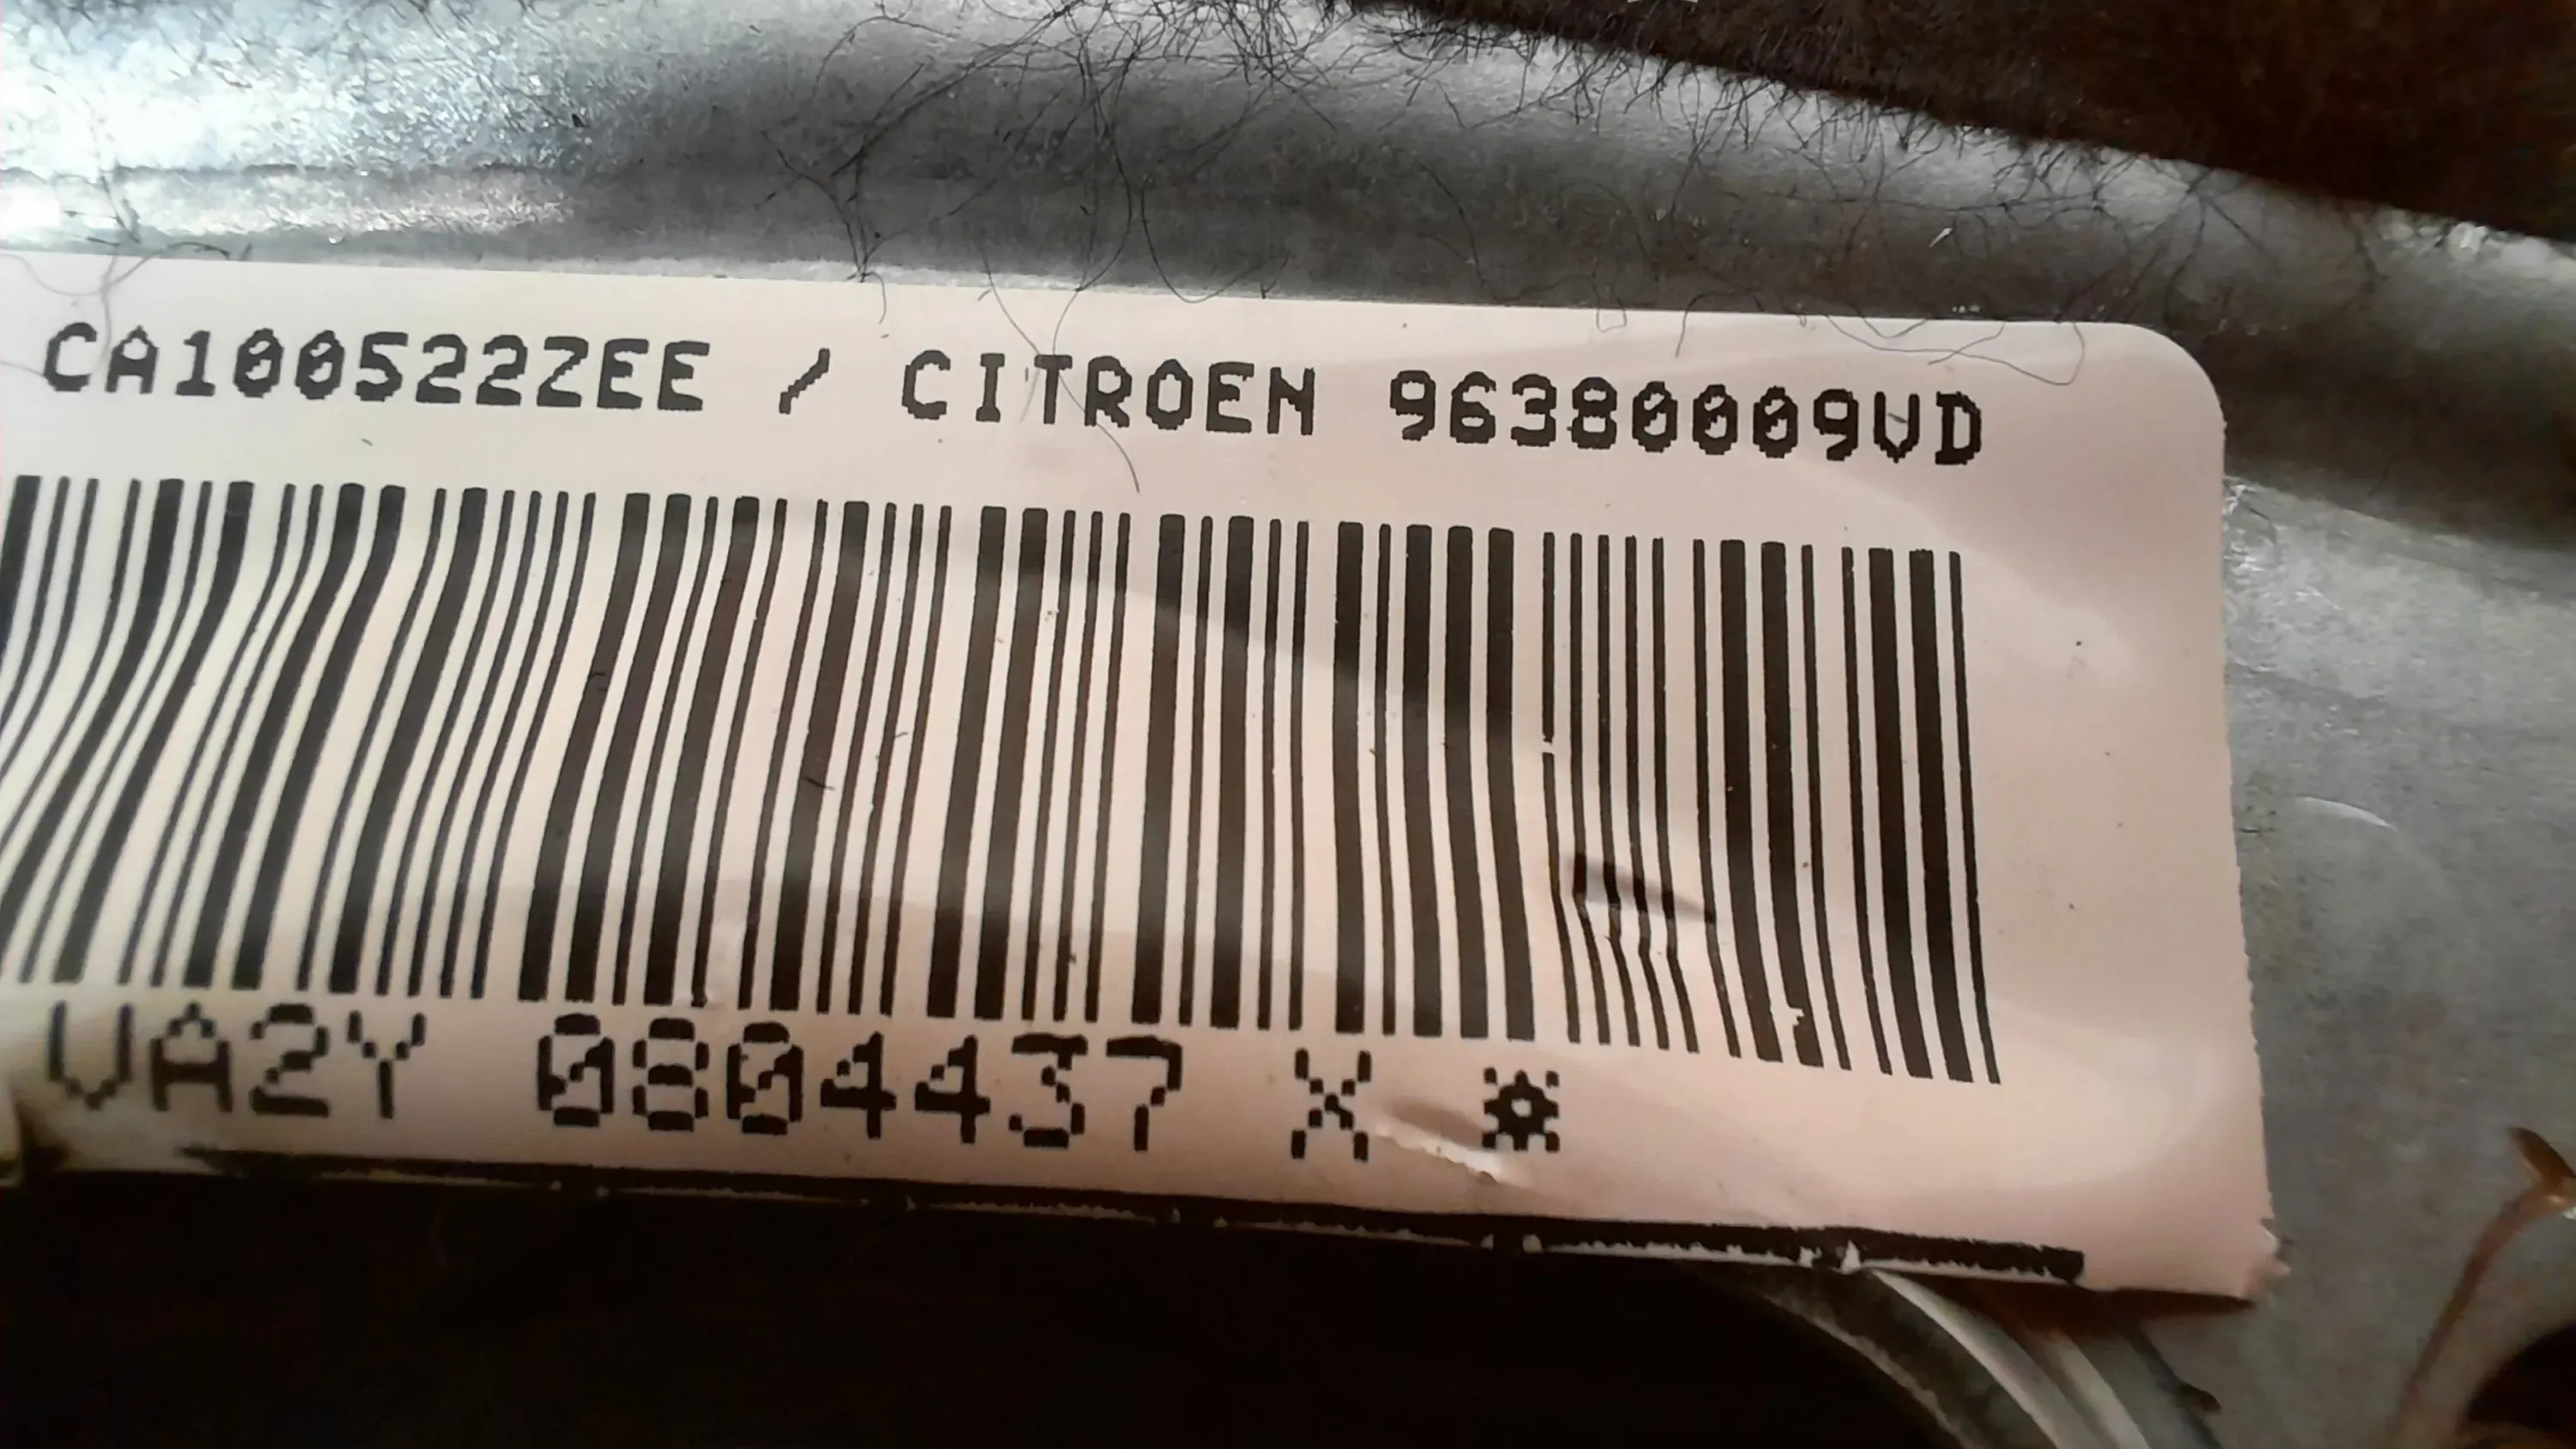 CA100522ZEE / CITROEN 96380009VD
VA2Y 0804437 X *